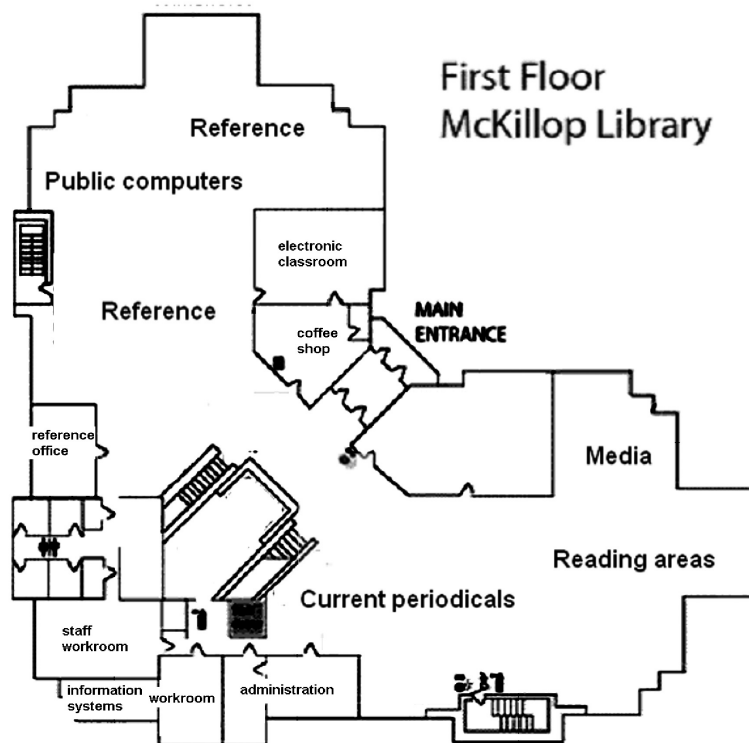 First Floor
McKillop Library
Reference
Public computers
electronic
classroom
Reference
MAIN
ENTRANCE
coffee
shop
reference
office
Media
Reading areas
Current periodicals
staff
workroom
information
systems
workroom
administration